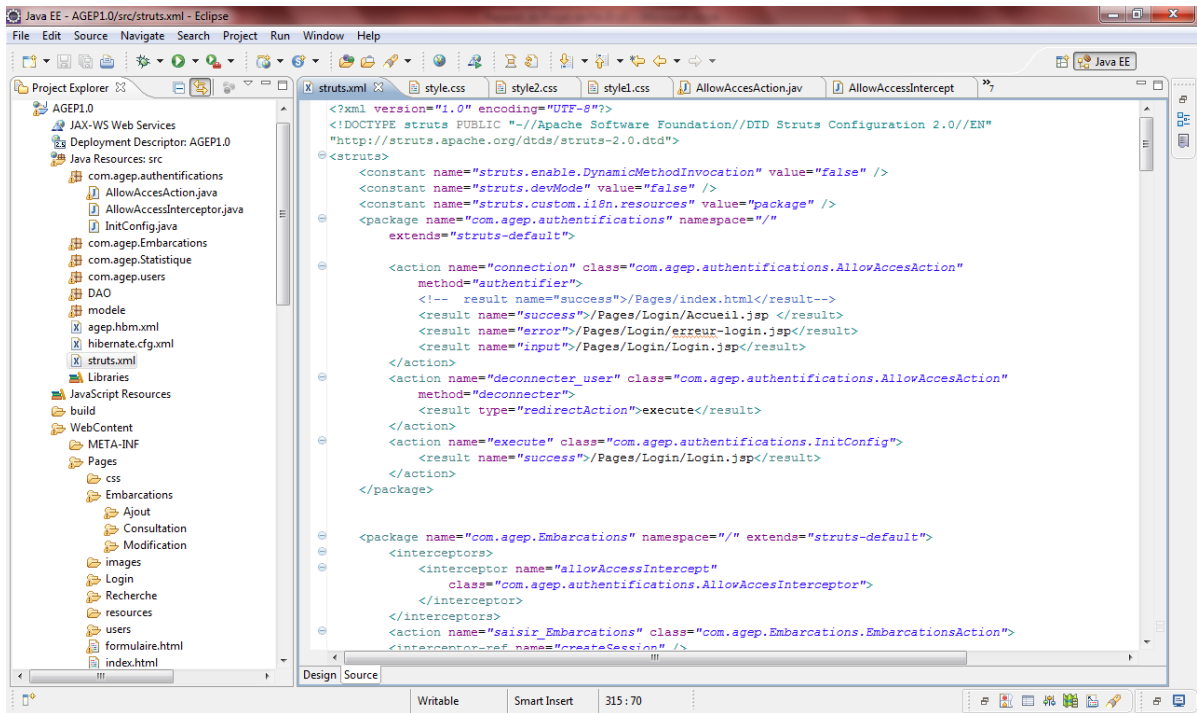 Java EE - AGEP1.0/src/struts.xml - Eclipse
File Edit Source Navigate Search Project Run Window Help
Java EE
Project Explorer
AGEP1.0
JAX-WS Web Services
Deployment Descriptor: AGEP1.0
Java Resources: src
com.agep.authentifications
AllowAccesAction.java
AllowAccessInterceptor.java
InitConfig.java
com.agep.Embarcations
com.agep.Statistique
com.agep.users
DAO
modele
agep.hbm.xml
hibernate.cfg.xml
struts.xml
Libraries
JavaScript Resources
build
WebContent
META-INF
Pages
css
Embarcations
Ajout
Consultation
Modification
images
Login
Recherche
resources
users
formulaire.html
index.html
struts.xml style.css style2.css style1.css AllowAccesAction.jav AllowAccessIntercept »7
<?xml version="1.0" encoding="UTF-8"?>
<!DOCTYPE struts PUBLIC "-//Apache Software Foundation//DTD Struts Configuration 2.0//EN"
"http://struts.apache.org/dtds/struts-2.0.dtd">
<struts>
<constant name="struts.enable.DynamicMethodInvocation" value="false" />
<constant name="struts.devMode" value="false" />
<constant name="struts.custom.i18n.resources" value="package" />
<package name="com.agep.authentifications" namespace="/"
extends="struts-default">
<action name="connection" class="com.agep.authentifications.AllowAccesAction"
method="authentifier">
<!-- result name="success">/Pages/index.html</result-->
<result name="success">/Pages/Login/Accueil.jsp </result>
<result name="error">/Pages/Login/erreur-login.jsp</result>
<result name="input">/Pages/Login/Login.jsp</result>
</action>
<action name="deconnecter_user" class="com.agep.authentifications.AllowAccesAction"
method="deconnecter">
<result type="redirectAction">execute</result>
</action>
<action name="execute" class="com.agep.authentifications.InitConfig">
<result name="success">/Pages/Login/Login.jsp</result>
</action>
</package>
<package name="com.agep.Embarcations" namespace="/" extends="struts-default">
<interceptors>
<interceptor name="allowAccessIntercept"
class="com.agep.authentifications.AllowAccesInterceptor">
</interceptor>
</interceptors>
<action name="saisir_Embarcations" class="com.agep.Embarcations.EmbarcationsAction">
<interceptor-ref name="createSession" />
Design Source
Writable Smart Insert 315 : 70